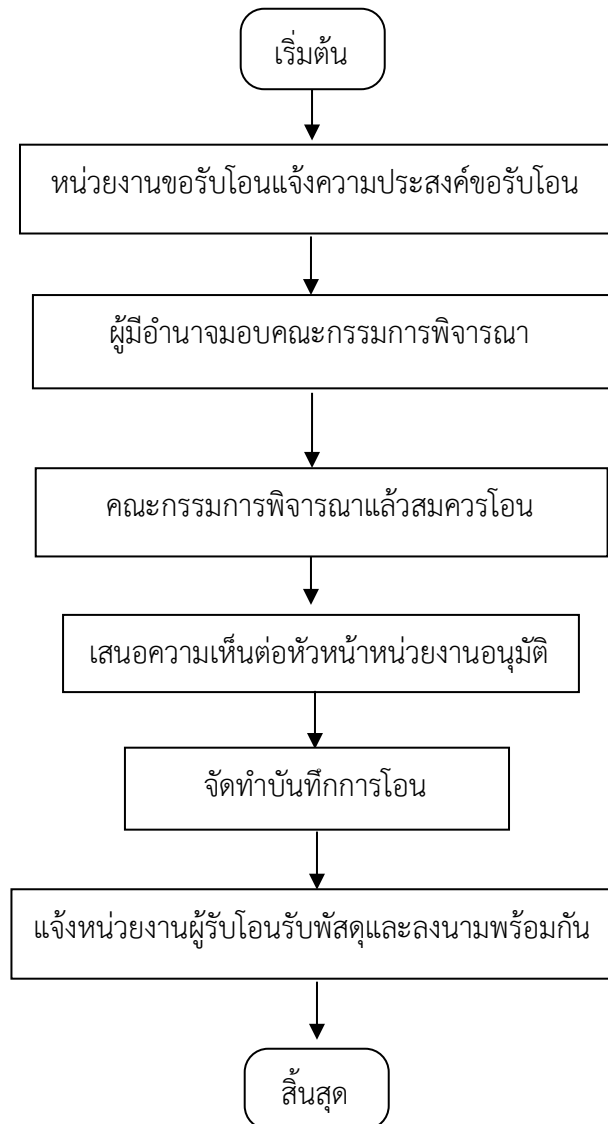 เริ่มต้น
หน่วยงานขอรับโอนแจ้งความประสงค์ขอรับโอน
ผู้มีอำนาจมอบคณะกรรมการพิจารณา
คณะกรรมการพิจารณาแล้วสมควรโอน
เสนอความเห็นต่อหัวหน้าหน่วยงานอนุมัติ
จัดทำบันทึกการโอน
แจ้งหน่วยงานผู้รับโอนรับพัสดุและลงนามพร้อมกัน
สิ้นสุด